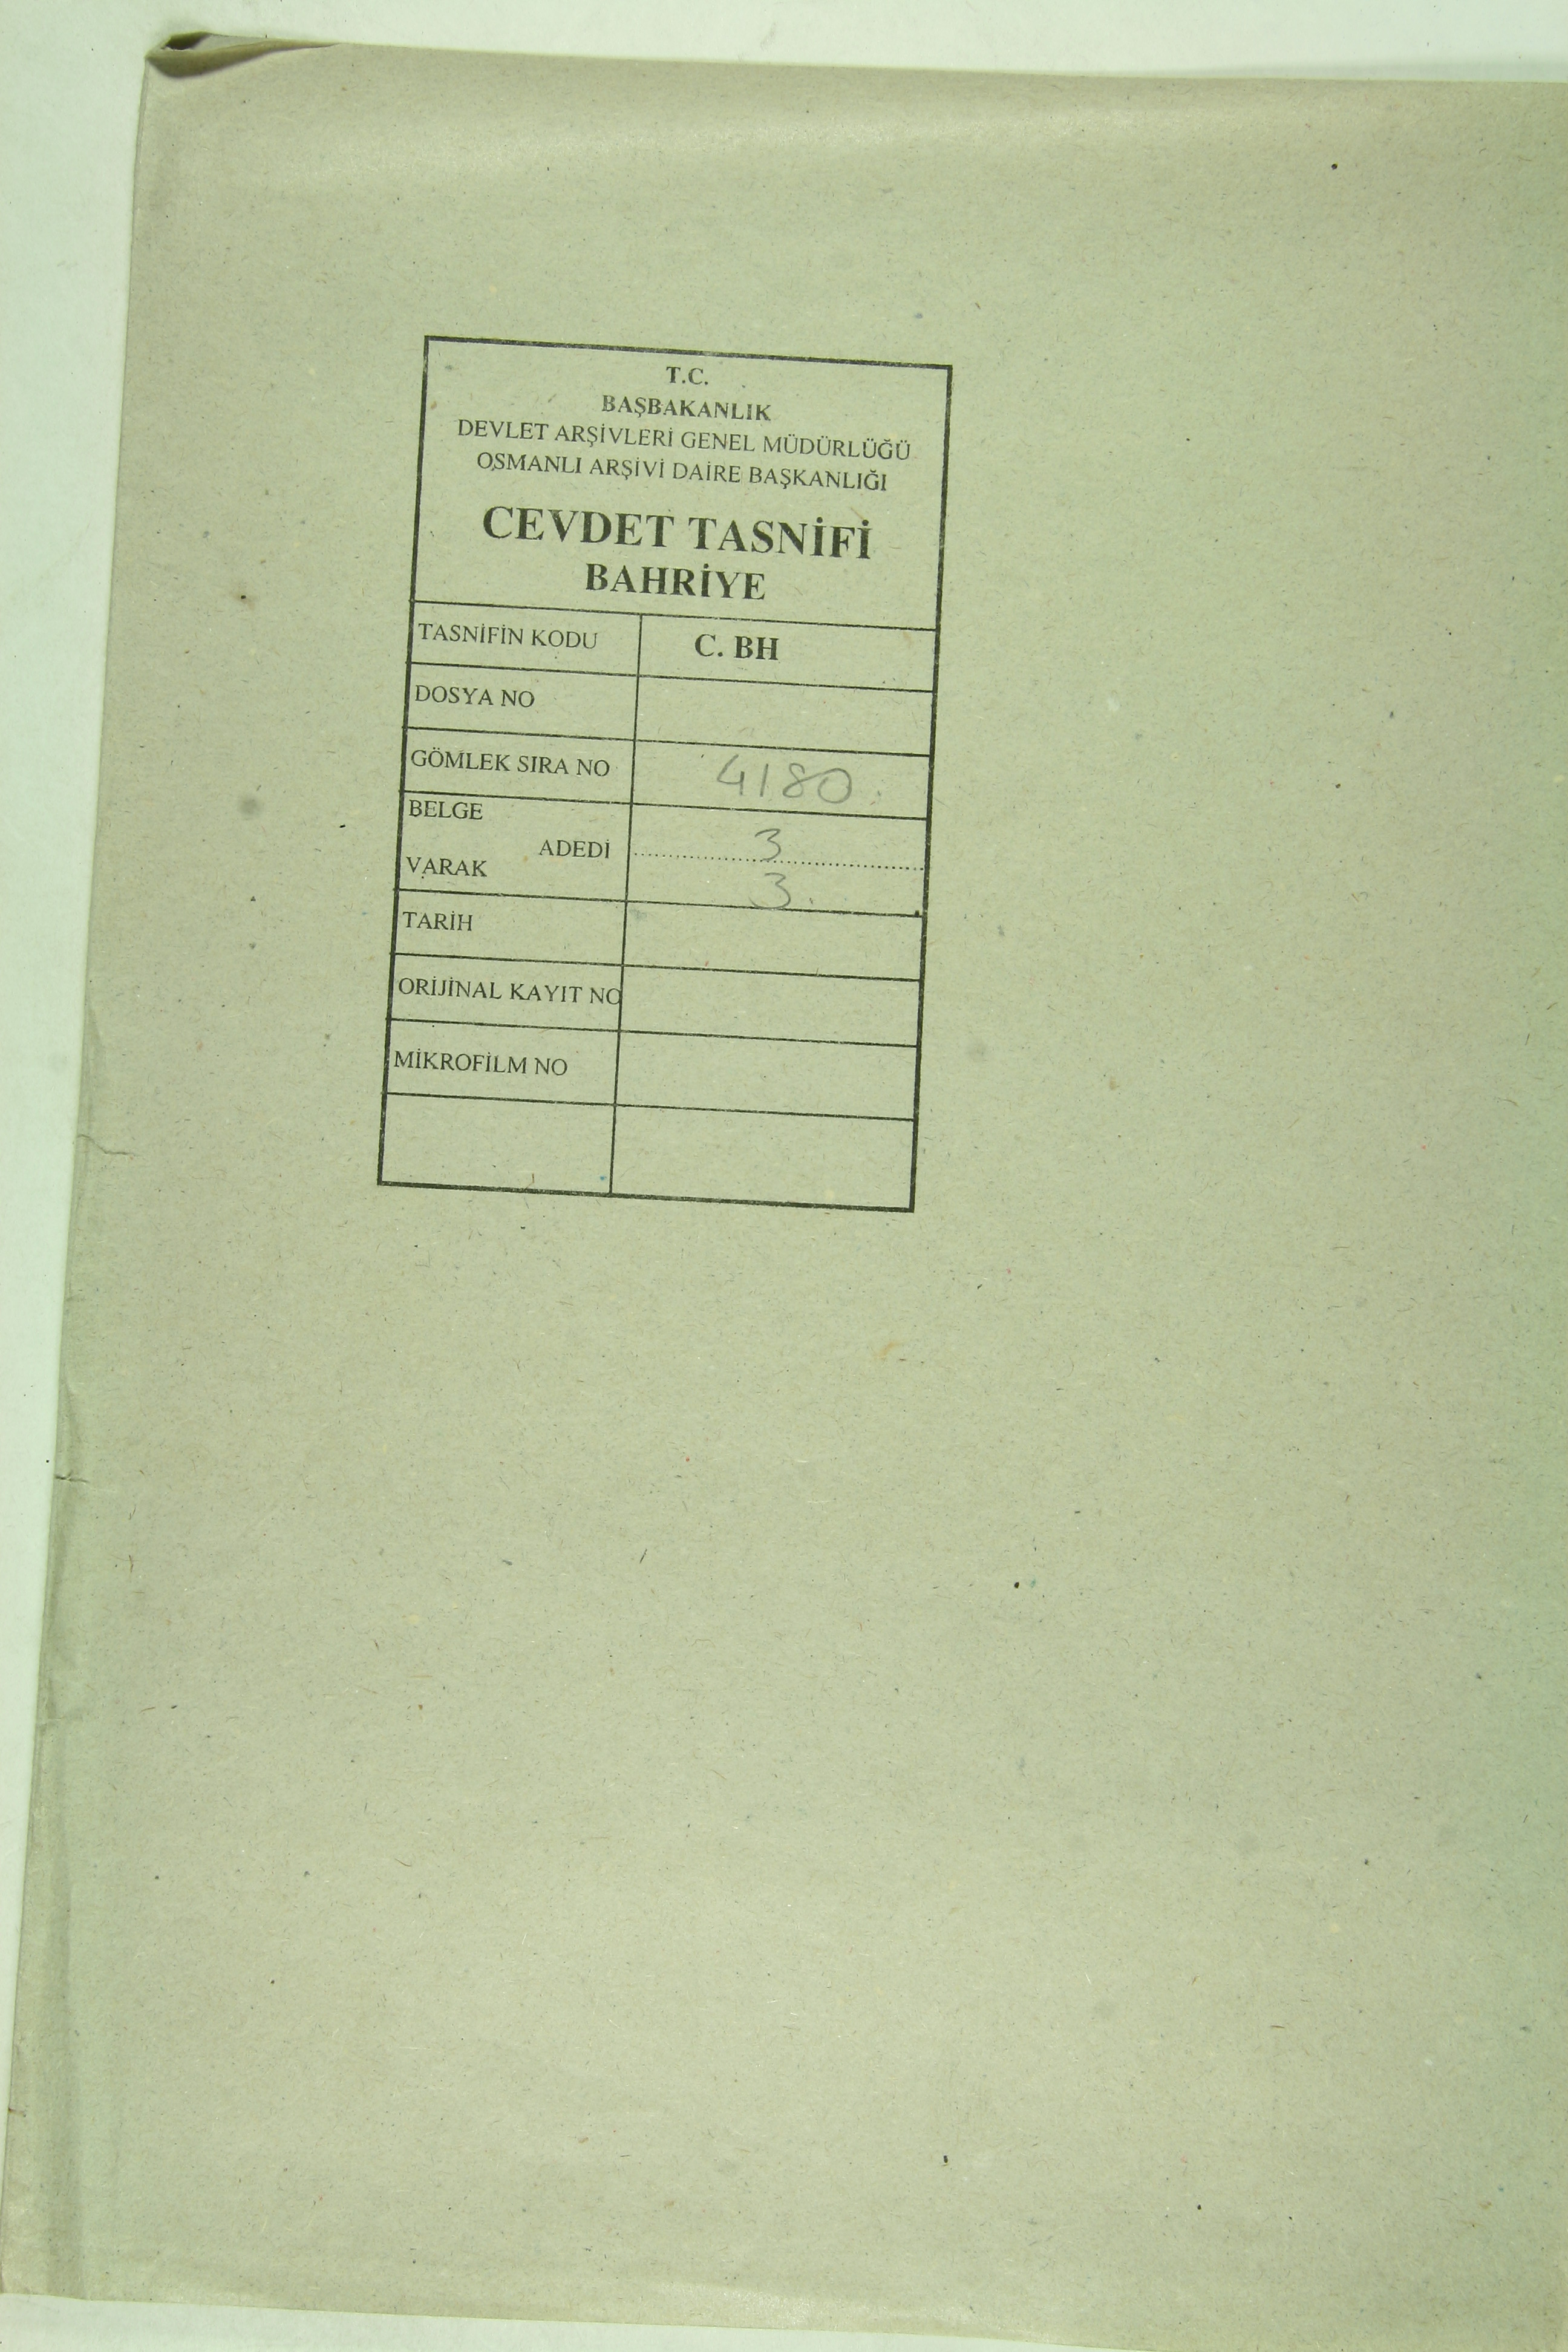 T.C.
BAŞBAKANLIK
DEVLET ARŞİVLERİ GENEL MÜDÜRLÜĞÜ
OSMANLI ARŞİVİ DAİRE BAŞKANLIĞI
CEVDET TASNİFİ
BAHRİYE
TASNİFİN KODU C. BH
DOSYA NO
GÖMLEK SIRA NO 4180
BELGE
ADEDİ 3
VARAK 3
TARİH
ORİJİNAL KAYIT NO
MİKROFİLM NO